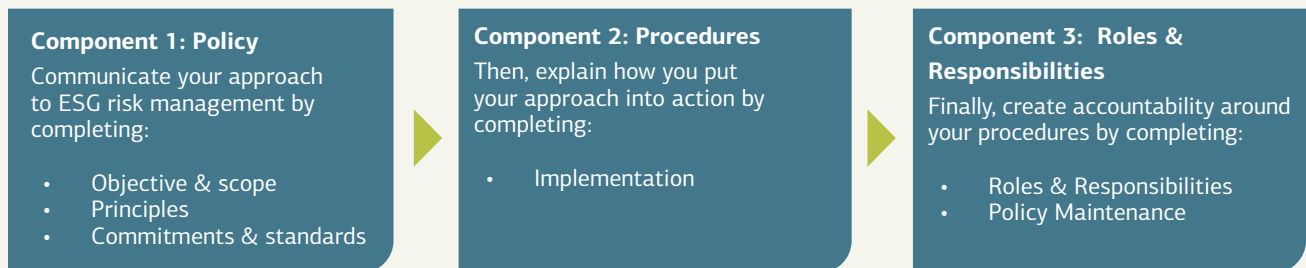 Component 1: Policy
Communicate your approach
to ESG risk management by
completing:
• Objective & scope
• Principles
• Commitments & standards
Component 2: Procedures
Then, explain how you put
your approach into action by
completing:
• Implementation
Component 3: Roles &
Responsibilities
Finally, create accountability around
your procedures by completing:
• Roles & Responsibilities
• Policy Maintenance